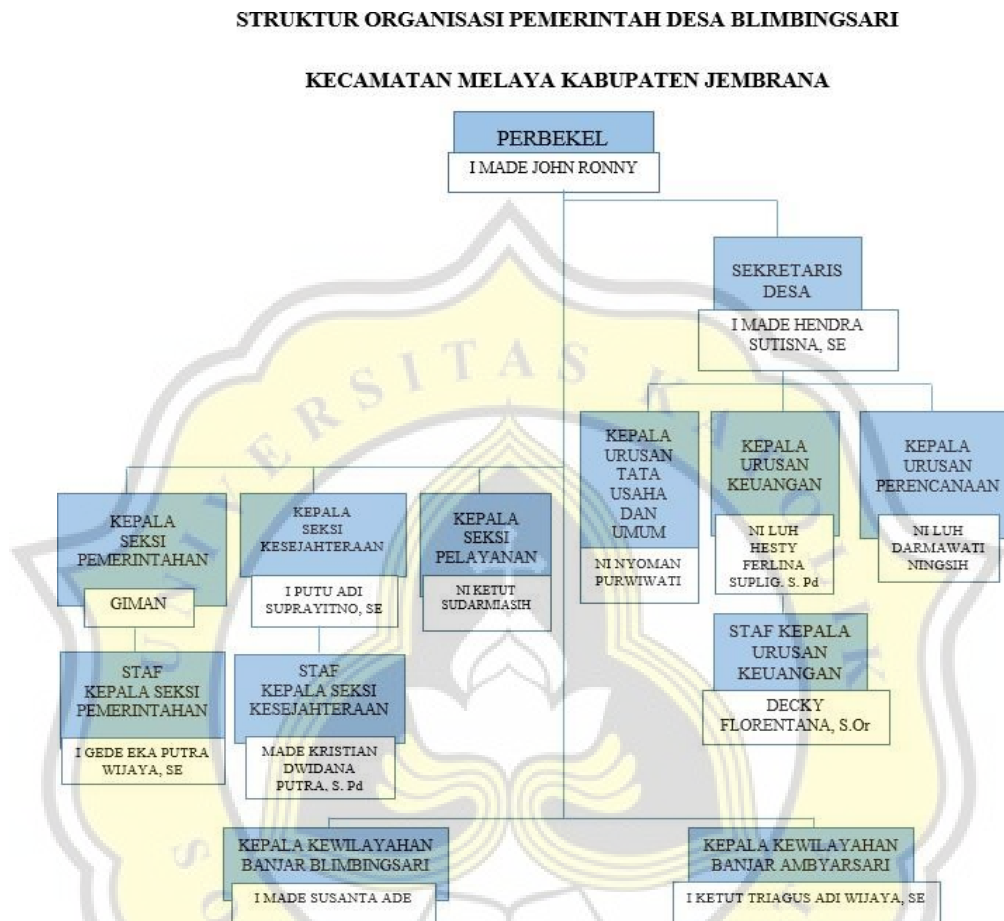 STRUKTUR ORGANISASI PEMERINTAH DESA BLIMBINGSARI
KECAMATAN MELAYA KABUPATEN JEMBRANA
PERBEKEL
I MADE JOHN RONNY
SEKRETARIS
DESA
I MADE HENDRA
SUTISNA, SE
KEPALA
URUSAN
TATA
USAHA
DAN
UMUM
NI NYOMAN
PURWIWATI
KEPALA
URUSAN
KEUANGAN
NI LUH
HESTY
FERLINA
SUPLIG. S. Pd
KEPALA
URUSAN
PERENCANAAN
NI LUH
DARMAWATI
NINGSIH
KEPALA
SEKSI
PEMERINTAHAN
GIMAN
KEPALA
SEKSI
KESEJAHTERAAN
I PUTU ADI
SUPRAYITNO, SE
KEPALA
SEKSI
PELAYANAN
NI KETUT
SUDARMIASIH
STAF
KEPALA SEKSI
PEMERINTAHAN
I GEDE EKA PUTRA
WIJAYA, SE
STAF
KEPALA SEKSI
KESEJAHTERAAN
MADE KRISTIAN
DWIDANA
PUTRA, S. Pd
STAF KEPALA
URUSAN
KEUANGAN
DECKY
FLORENTANA, S.Or
KEPALA KEWILAYAHAN
BANJAR BLIMBINGSARI
I MADE SUSANTA ADE
KEPALA KEWILAYAHAN
BANJAR AMBYARSARI
I KETUT TRIAGUS ADI WIJAYA, SE
UNIVERSITAS KATOLIK